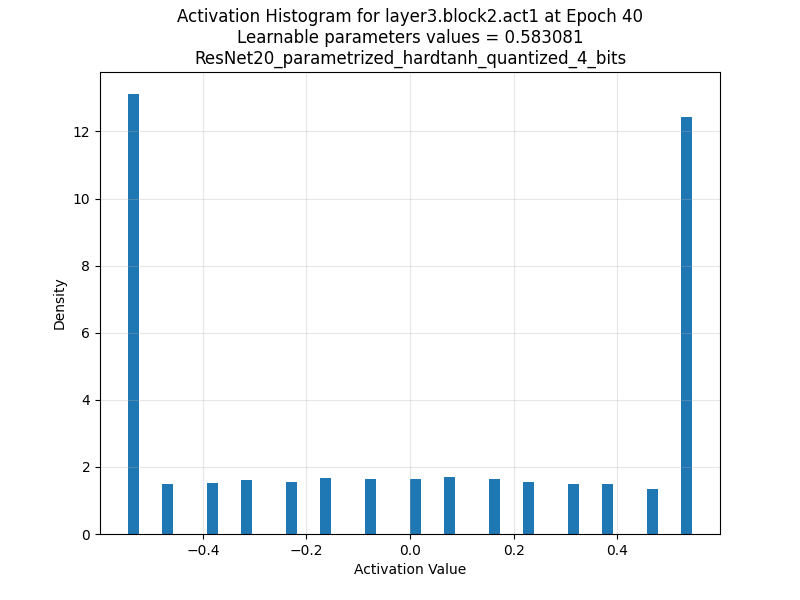 Activation Histogram for layer3.block2.act1 at Epoch 40
Learnable parameters values = 0.583081
ResNet20_parametrized_hardtanh_quantized_4_bits
12
10
8
6
4
2
0
Density
−0.4 −0.2 0.0 0.2 0.4
Activation Value